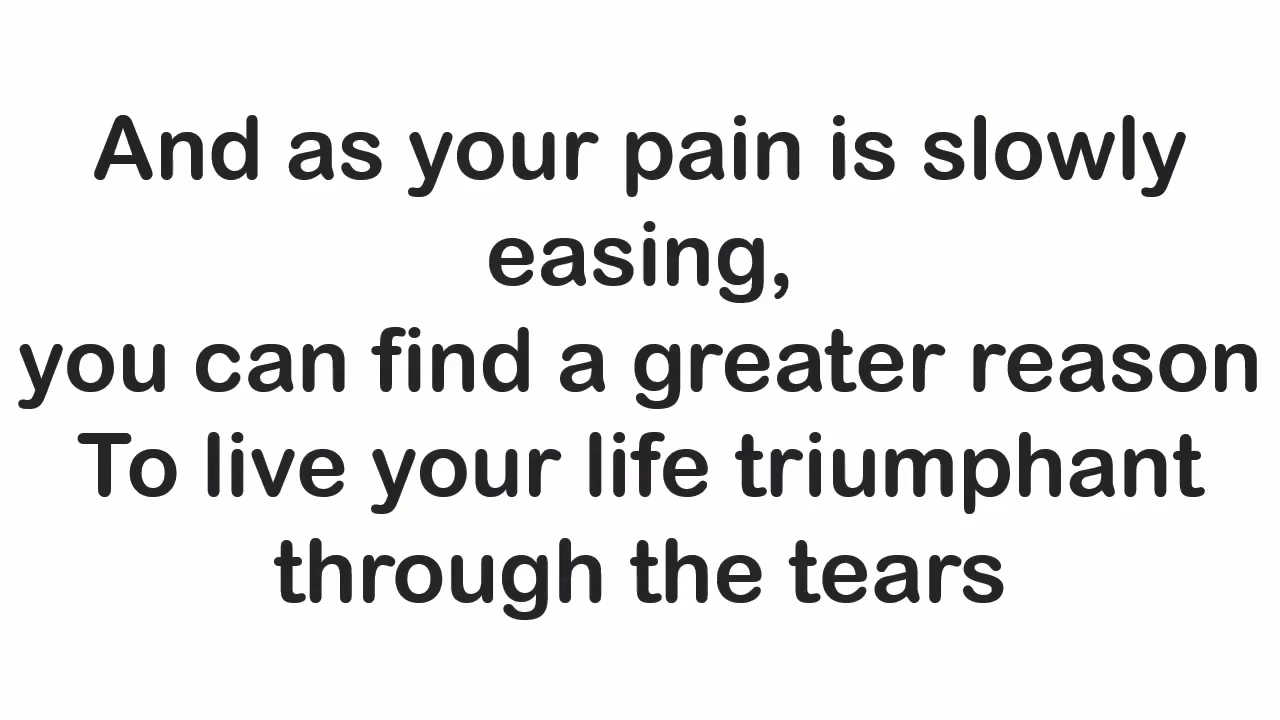 And as your pain is slowly
easing,
you can find a greater reason
To live your life triumphant
through the tears